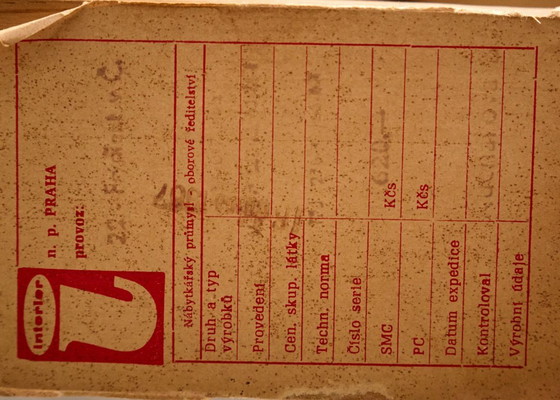 interier
n. p. PRAHA
provoz:
Nábytkářský průmysl - oborové ředitelství
Druh a typ
výrobků
Provedení
Cen. skup. látky
Techn. norma
Číslo serie
SMC Kčs
PC Kčs
Datum expedice
Kontroloval
Výrobní údaje